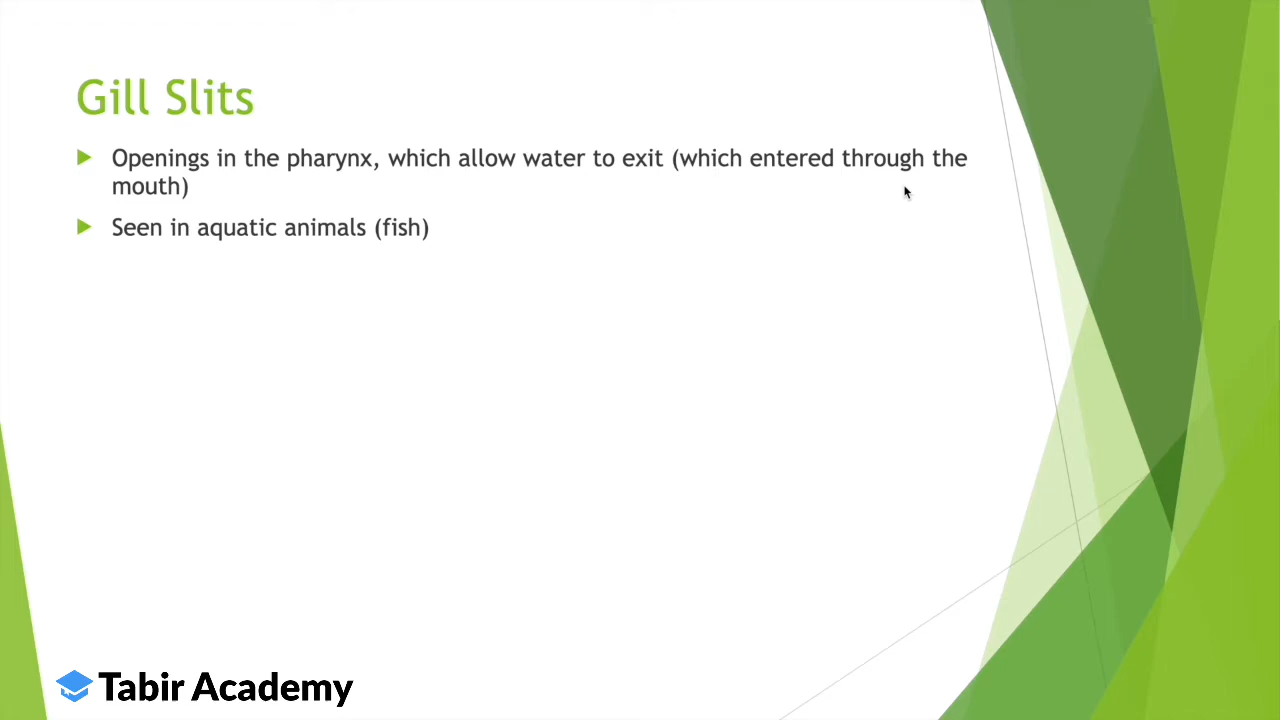 Gill Slits
Openings in the pharynx, which allow water to exit (which entered through the
mouth)
Seen in aquatic animals (fish)
Tabir Academy